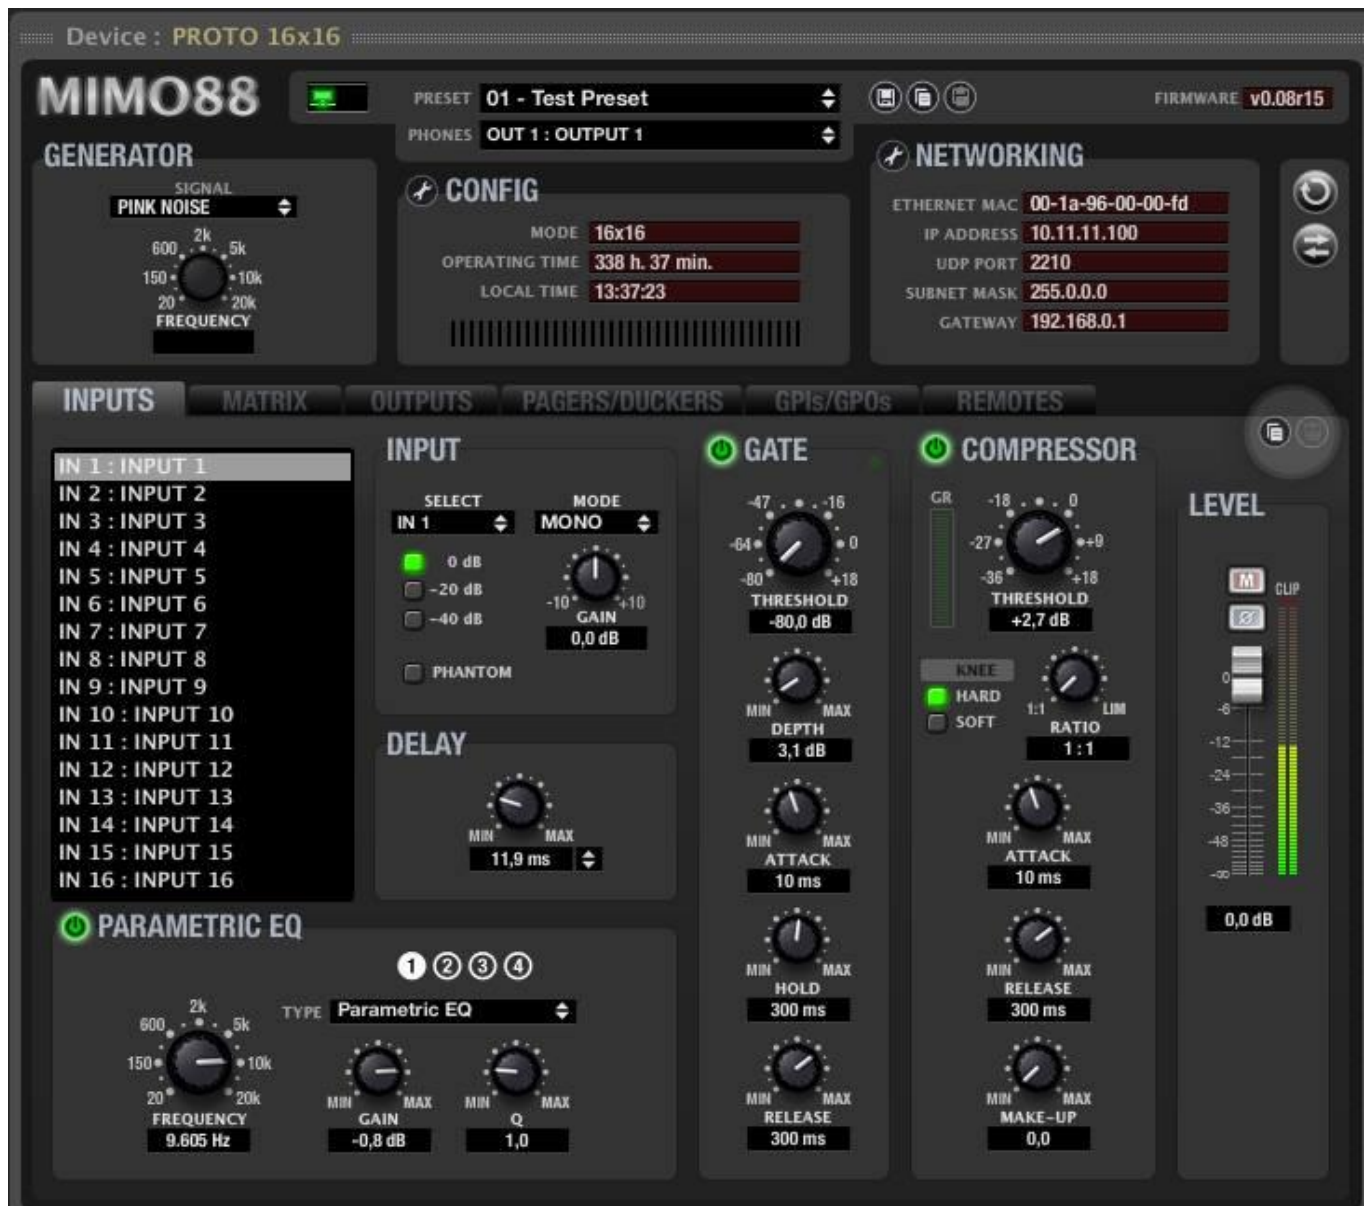 Device : PROTO 16x16
MIMO88
PRESET 01 - Test Preset
FIRMWARE v0.08r15
PHONES OUT 1 : OUTPUT 1
GENERATOR
SIGNAL
PINK NOISE
2k
600 5k
150 10k
20 20k
FREQUENCY
CONFIG
MODE 16x16
OPERATING TIME 338 h. 37 min.
LOCAL TIME 13:37:23
NETWORKING
ETHERNET MAC 00-1a-96-00-00-fd
IP ADDRESS 10.11.11.100
UDP PORT 2210
SUBNET MASK 255.0.0.0
GATEWAY 192.168.0.1
INPUTS MATRIX OUTPUTS PAGERS/DUCKERS GPIs/GPOs REMOTES
IN 1 : INPUT 1
IN 2 : INPUT 2
IN 3 : INPUT 3
IN 4 : INPUT 4
IN 5 : INPUT 5
IN 6 : INPUT 6
IN 7 : INPUT 7
IN 8 : INPUT 8
IN 9 : INPUT 9
IN 10 : INPUT 10
IN 11 : INPUT 11
IN 12 : INPUT 12
IN 13 : INPUT 13
IN 14 : INPUT 14
IN 15 : INPUT 15
IN 16 : INPUT 16
INPUT
SELECT MODE
IN 1 MONO
0 dB
-20 dB
-40 dB
-10 +10
GAIN
0,0 dB
PHANTOM
DELAY
MIN MAX
11,9 ms
PARAMETRIC EQ
1 2 3 4
TYPE Parametric EQ
2k
600 5k
150 10k
20 20k
FREQUENCY
9.605 Hz
MIN MAX
GAIN
-0,8 dB
MIN MAX
Q
1,0
GATE
-47 -16
-64 0
-80 +18
THRESHOLD
-80,0 dB
MIN MAX
DEPTH
3,1 dB
MIN MAX
ATTACK
10 ms
MIN MAX
HOLD
300 ms
MIN MAX
RELEASE
300 ms
COMPRESSOR
GR
-18 0
-27 +9
-36 +18
THRESHOLD
+2,7 dB
KNEE
HARD
SOFT
1:1 LIM
RATIO
1 : 1
MIN MAX
ATTACK
10 ms
MIN MAX
RELEASE
300 ms
MIN MAX
MAKE-UP
0,0
LEVEL
M
CLIP
Ø
0
-6
-12
-24
-36
-48
-∞
0,0 dB